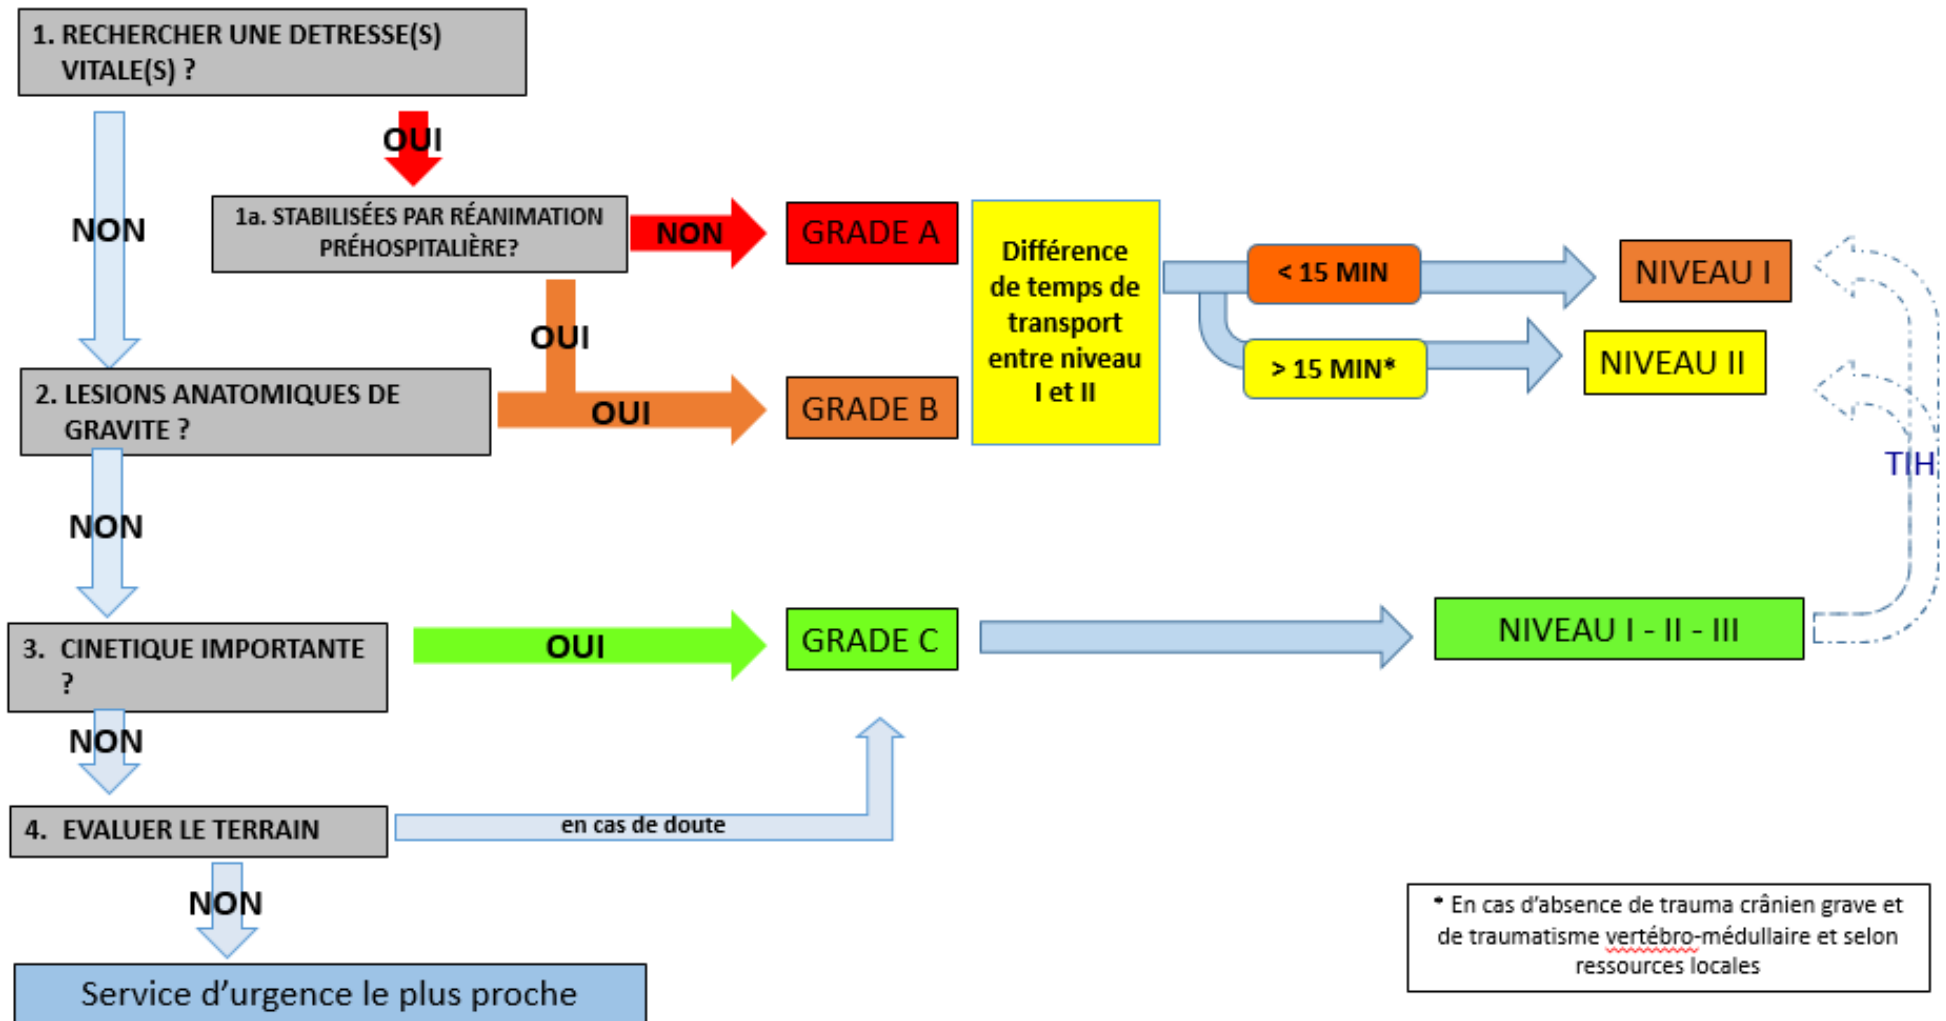 1. RECHERCHER UNE DETRESSE(S)
VITALE(S) ?
OUI
NON
1a. STABILISÉES PAR RÉANIMATION
PRÉHOSPITALIÈRE?
NON
GRADE A
Différence
de temps de
transport
entre niveau
I et II
< 15 MIN
NIVEAU I
OUI
> 15 MIN*
NIVEAU II
2. LESIONS ANATOMIQUES DE
GRAVITE ?
OUI
GRADE B
TIH
NON
3. CINETIQUE IMPORTANTE
?
OUI
GRADE C
NIVEAU I - II - III
NON
4. EVALUER LE TERRAIN
en cas de doute
NON
Service d'urgence le plus proche
* En cas d'absence de trauma crânien grave et
de traumatisme vertébro-médullaire et selon
ressources locales